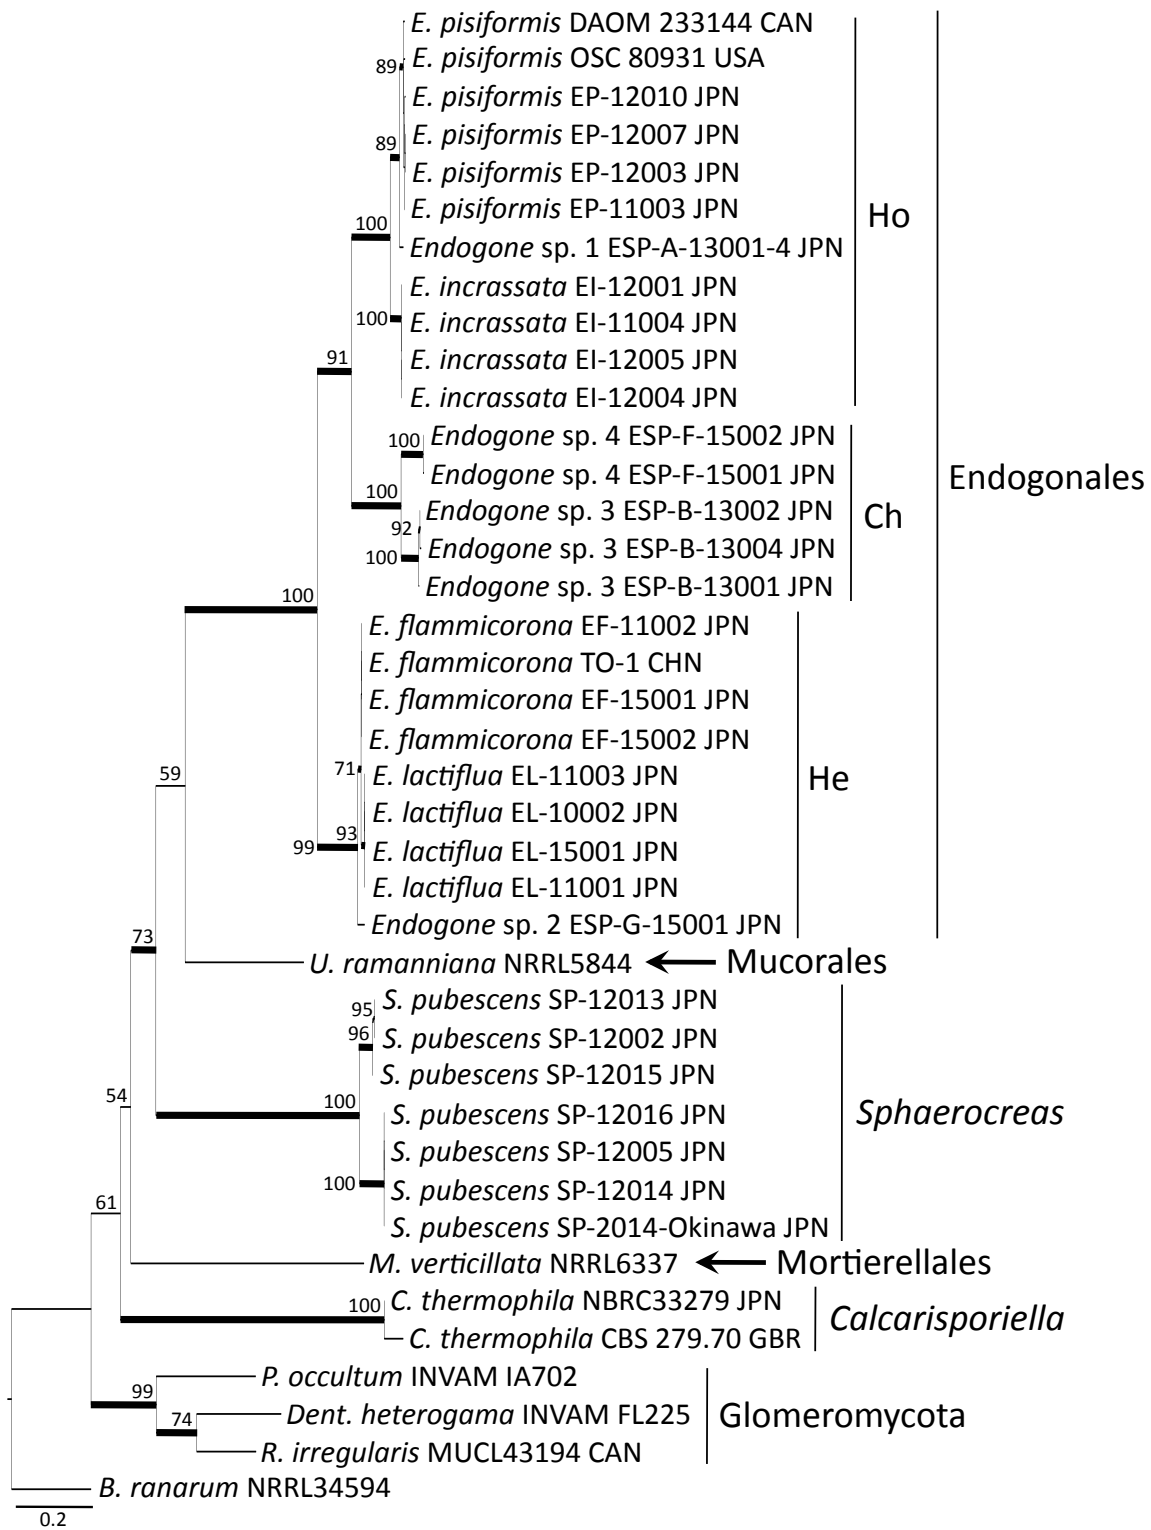 E. pisiformis DAOM 233144 CAN
E. pisiformis OSC 80931 USA
89
E. pisiformis EP-12010 JPN
E. pisiformis EP-12007 JPN
89
E. pisiformis EP-12003 JPN
E. pisiformis EP-11003 JPN
Ho
100
Endogone sp. 1 ESP-A-13001-4 JPN
E. incrassata EI-12001 JPN
100
E. incrassata EI-11004 JPN
91
E. incrassata EI-12005 JPN
E. incrassata EI-12004 JPN
Endogone sp. 4 ESP-F-15002 JPN
100
Endogone sp. 4 ESP-F-15001 JPN
Endogonales
100
Endogone sp. 3 ESP-B-13002 JPN
Ch
92
Endogone sp. 3 ESP-B-13004 JPN
100
Endogone sp. 3 ESP-B-13001 JPN
100
E. flammicorona EF-11002 JPN
E. flammicorona TO-1 CHN
E. flammicorona EF-15001 JPN
E. flammicorona EF-15002 JPN
71
59
E. lactiflua EL-11003 JPN
He
E. lactiflua EL-10002 JPN
93
99
E. lactiflua EL-15001 JPN
E. lactiflua EL-11001 JPN
Endogone sp. 2 ESP-G-15001 JPN
73
U. ramanniana NRRL5844
Mucorales
S. pubescens SP-12013 JPN
95
96
S. pubescens SP-12002 JPN
S. pubescens SP-12015 JPN
54
100
S. pubescens SP-12016 JPN
Sphaerocreas
S. pubescens SP-12005 JPN
100
S. pubescens SP-12014 JPN
61
S. pubescens SP-2014-Okinawa JPN
M. verticillata NRRL6337
Mortierellales
100
C. thermophila NBRC33279 JPN
Calcarisporiella
C. thermophila CBS 279.70 GBR
P. occultum INVAM IA702
99
Dent. heterogama INVAM FL225
Glomeromycota
74
R. irregularis MUCL43194 CAN
B. ranarum NRRL34594
0.2